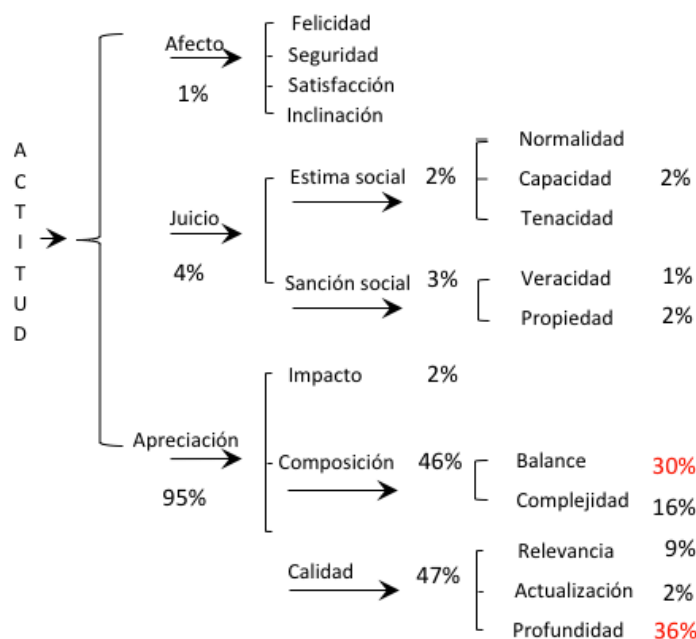 ACTITUD
Afecto
1%
Felicidad
Seguridad
Satisfacción
Inclinación
Juicio
4%
Estima social 2%
Normalidad
Capacidad 2%
Tenacidad
Sanción social 3%
Veracidad 1%
Propiedad 2%
Apreciación
95%
Impacto 2%
Composición 46%
Balance 30%
Complejidad 16%
Calidad 47%
Relevancia 9%
Actualización 2%
Profundidad 36%